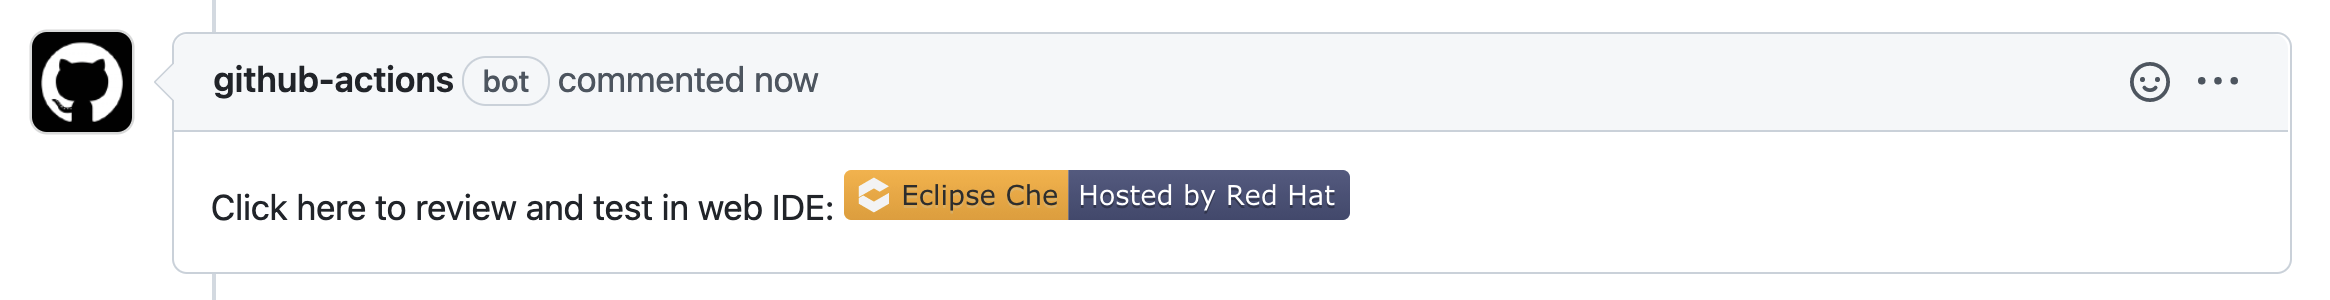 github-actions bot commented now
Click here to review and test in web IDE: Eclipse Che Hosted by Red Hat